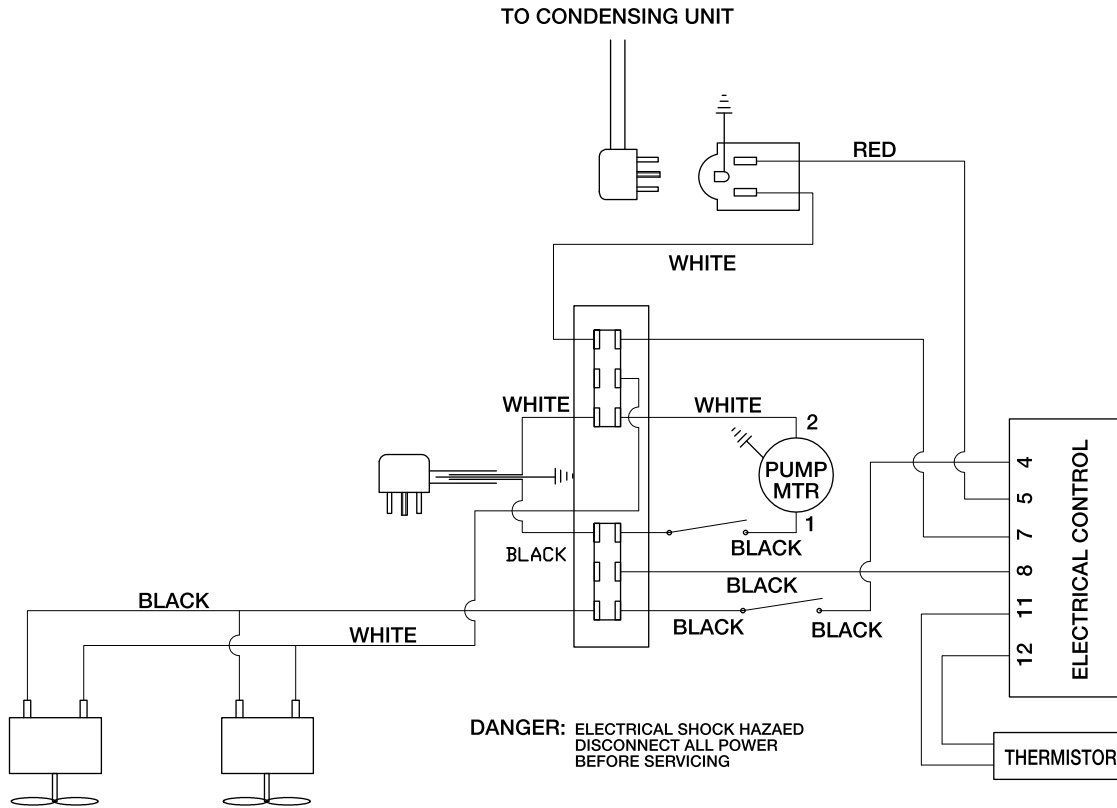 TO CONDENSING UNIT
RED
WHITE
WHITE
WHITE
2
PUMP
MTR
1
BLACK
BLACK
BLACK
BLACK
WHITE
BLACK
BLACK
4
5
7
8
11
12
ELECTRICAL CONTROL
THERMISTOR
DANGER: ELECTRICAL SHOCK HAZAED
DISCONNECT ALL POWER
BEFORE SERVICING